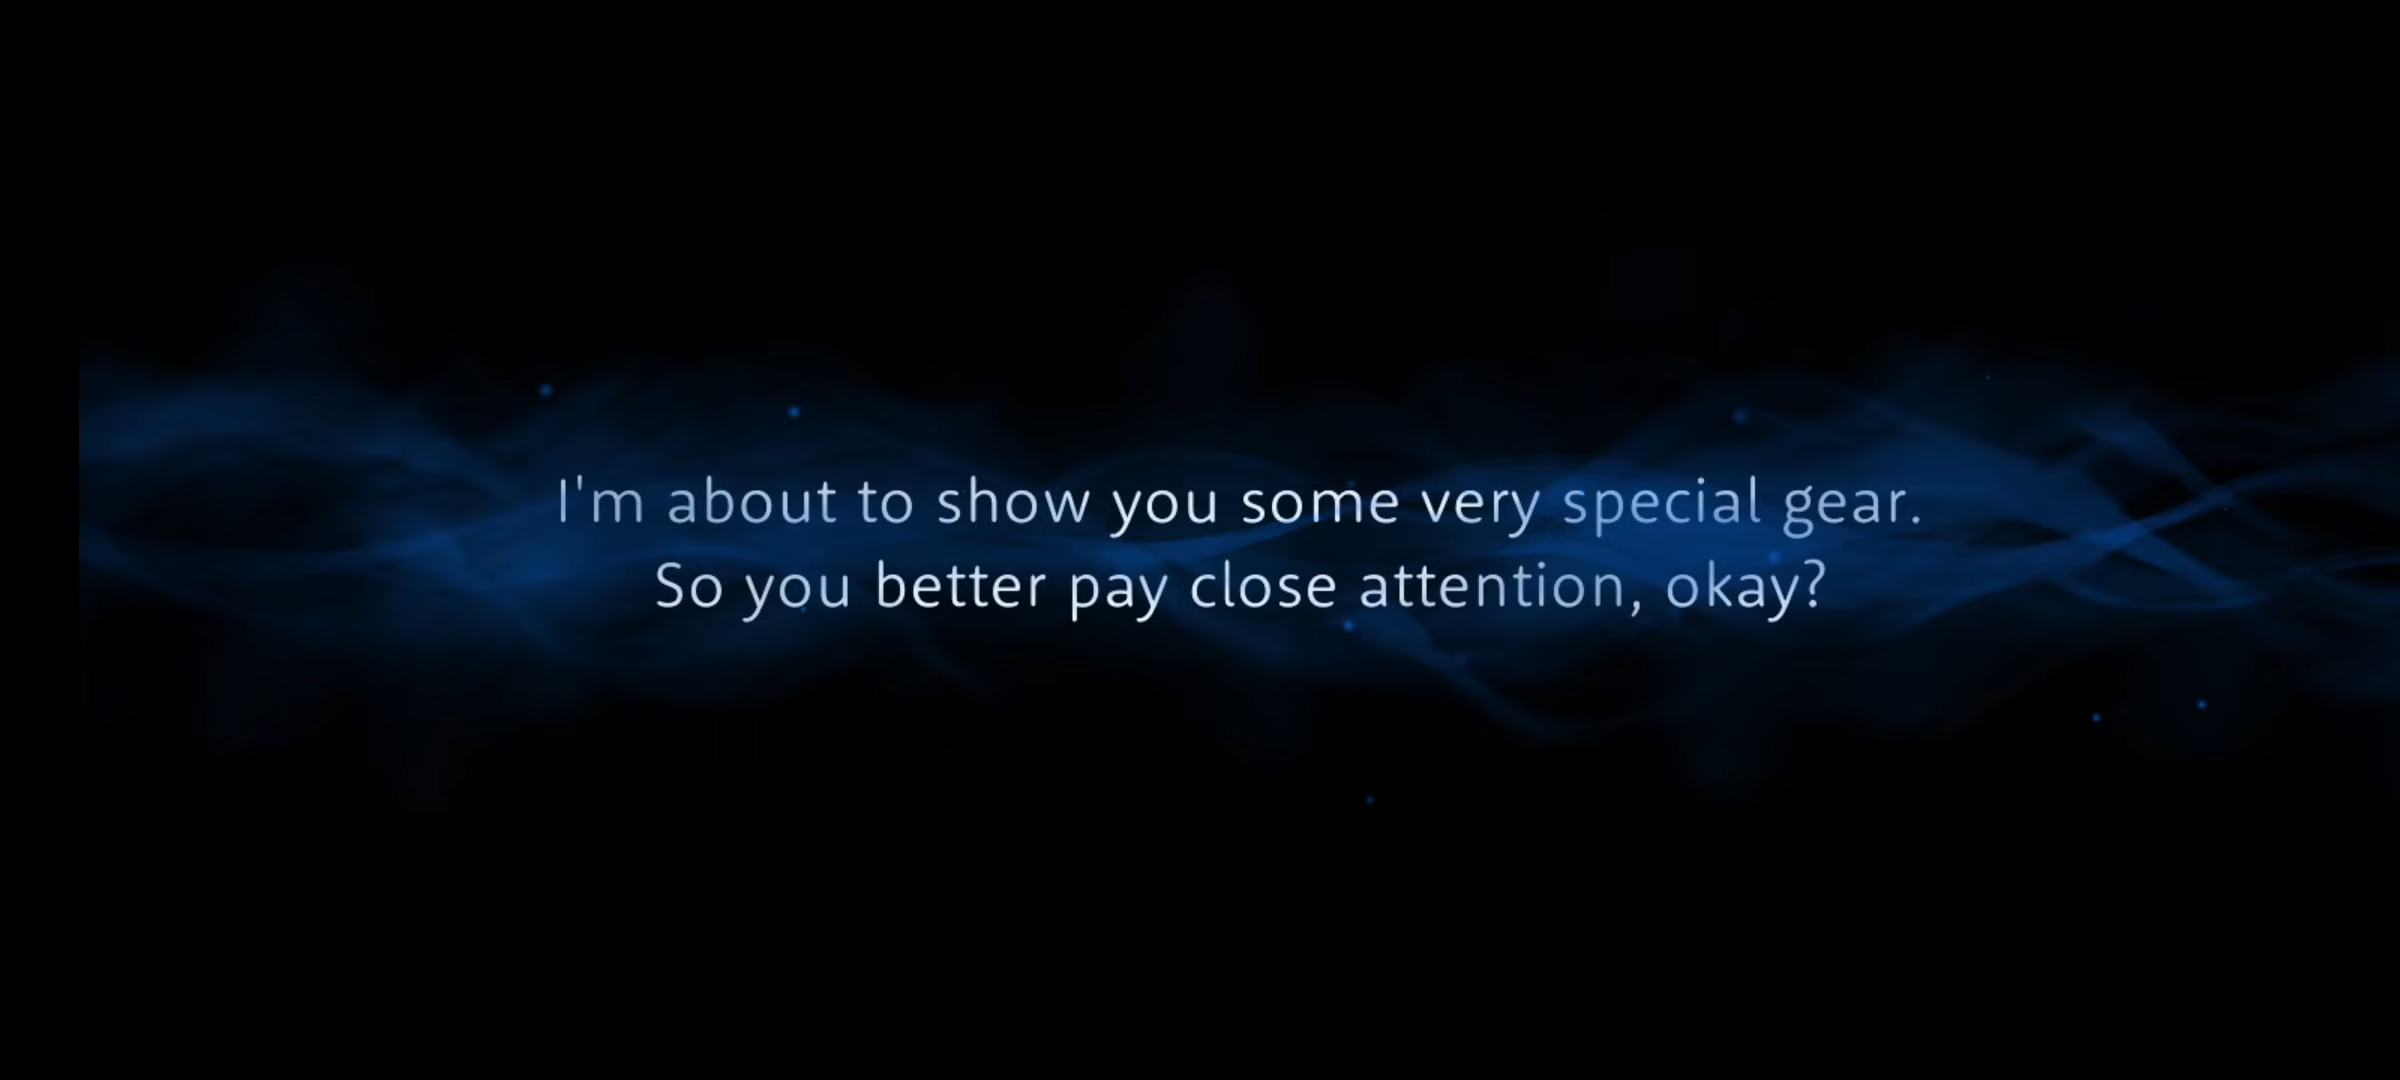 I'm about to show you some very special gear.
So you better pay close attention, okay?